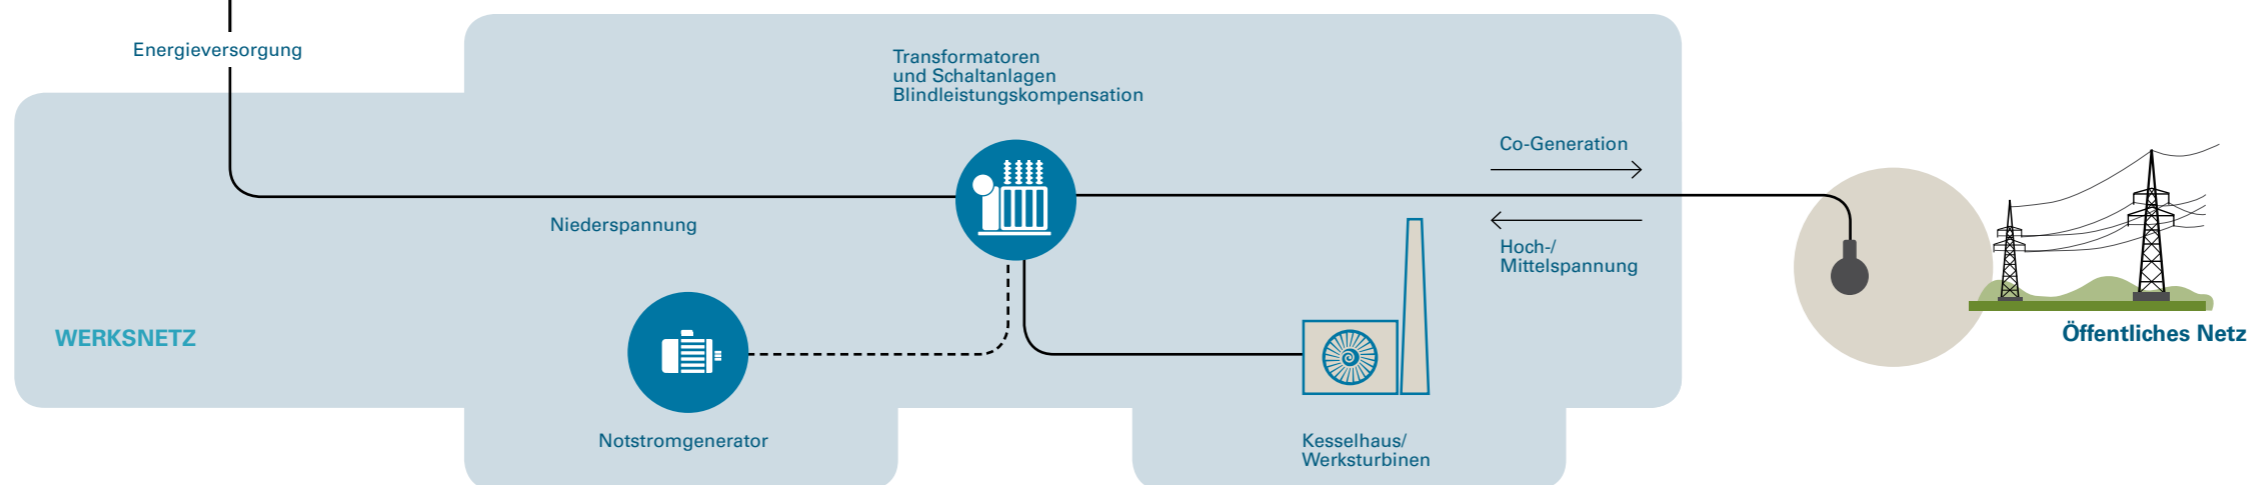 Energieversorgung
Transformatoren
und Schaltanlagen
Blindleistungskompensation
Co-Generation
Niederspannung
Hoch-/
Mittelspannung
WERKSNETZ
Öffentliches Netz
Notstromgenerator
Kesselhaus/
Werksturbinen